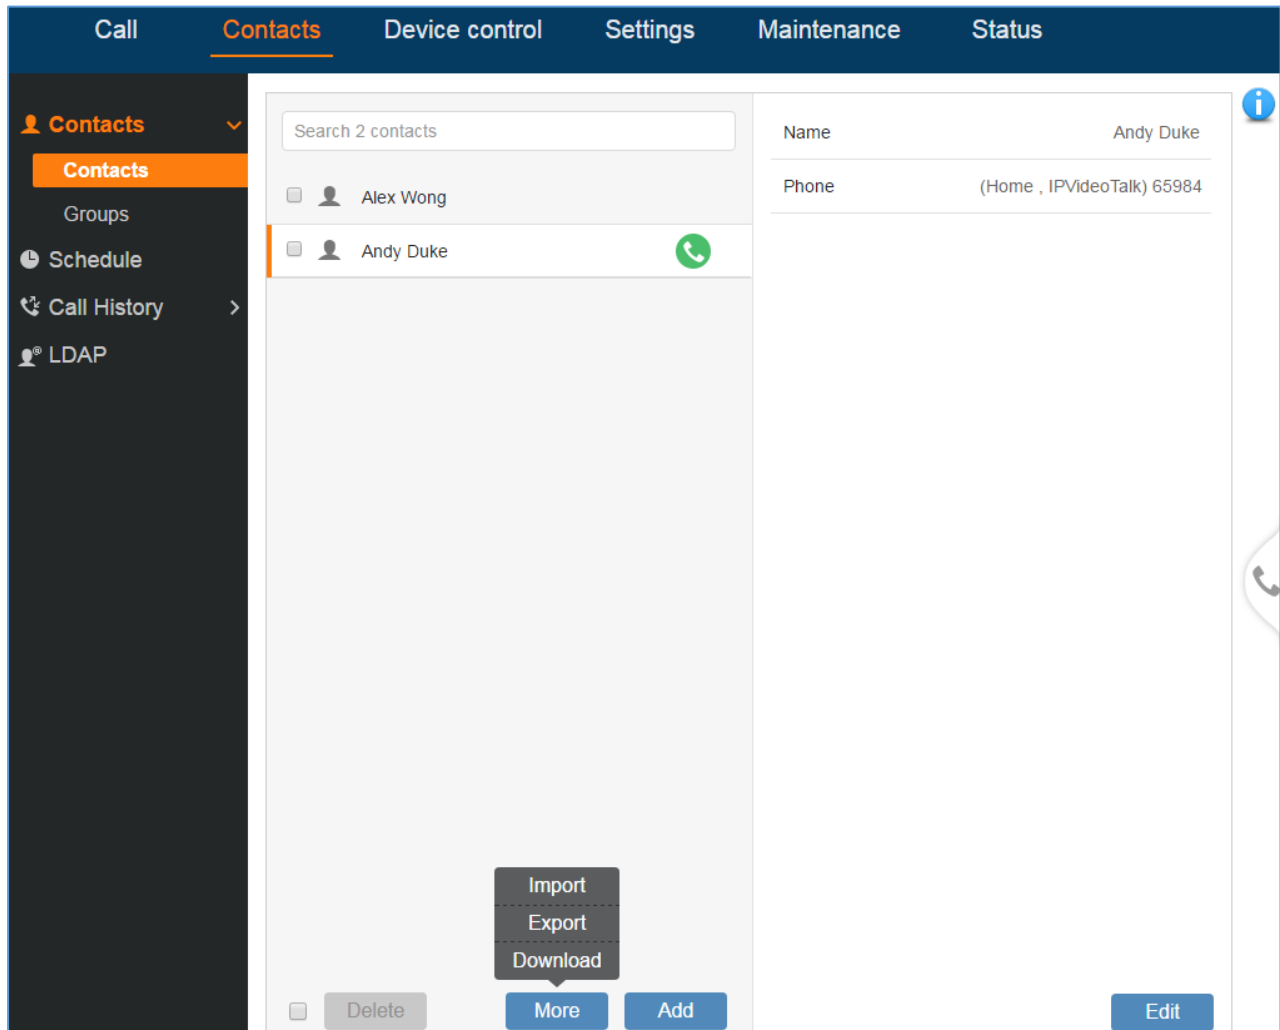 Call Contacts Device control Settings Maintenance Status
Contacts
Contacts
Groups
Schedule
Call History
LDAP
Search 2 contacts
Alex Wong
Andy Duke
Name Andy Duke
Phone (Home , IPVideoTalk) 65984
Import
Export
Download
Delete More Add
Edit